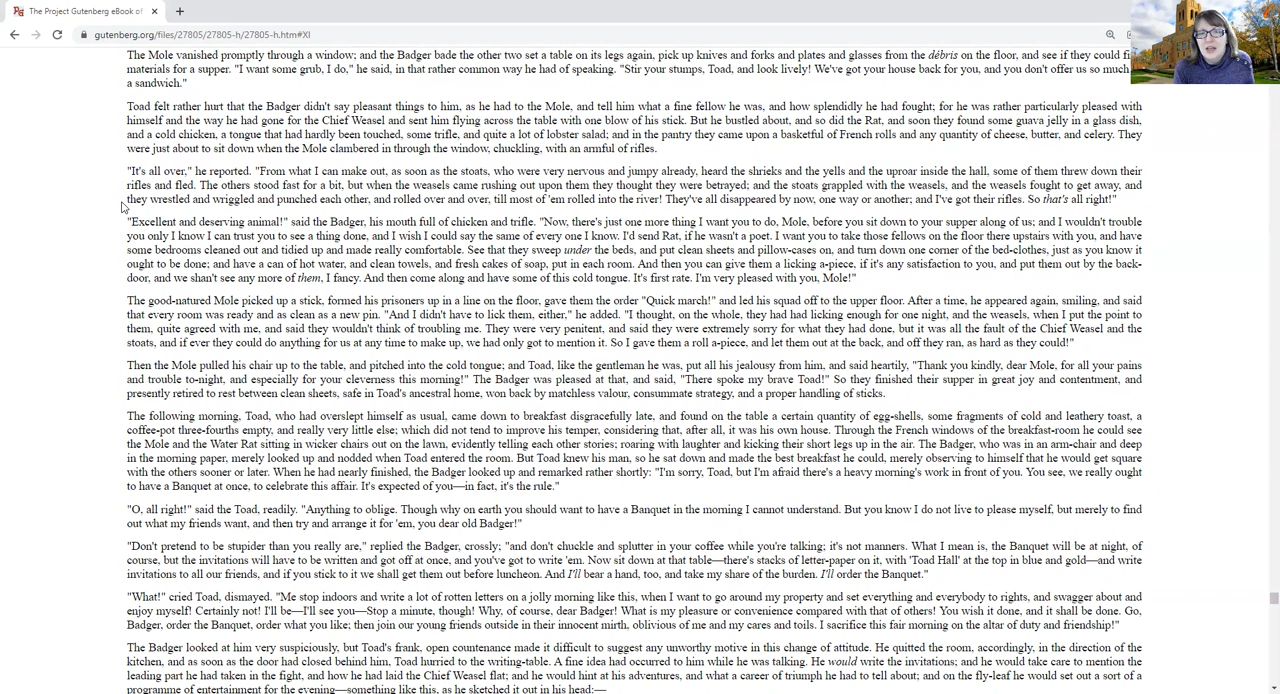 The Project Gutenberg eBook of
gutenberg.org/files/27805/27805-h/27805-h.htm#XI
The Mole vanished promptly through a window; and the Badger bade the other two set a table on its legs again, pick up knives and forks and plates and glasses from the débris on the floor, and see if they could
materials for a supper. "I want some grub, I do," he said, in that rather common way he had of speaking. "Stir your stumps, Toad, and look lively! We've got your house back for you, and you don't offer us so much
a sandwich."
Toad felt rather hurt that the Badger didn't say pleasant things to him, as he had to the Mole, and tell him what a fine fellow he was, and how splendidly he had fought; for he was rather particularly pleased with
himself and the way he had gone for the Chief Weasel and sent him flying across the table with one blow of his stick. But he bustled about, and so did the Rat, and soon they found some guava jelly in a glass dish,
and a cold chicken, a tongue that had hardly been touched, some trifle, and quite a lot of lobster salad; and in the pantry they came upon a basketful of French rolls and any quantity of cheese, butter, and celery. They
were just about to sit down when the Mole clambered in through the window, chuckling, with an armful of rifles.
"It's all over," he reported. "From what I can make out, as soon as the stoats, who were very nervous and jumpy already, heard the shrieks and the yells and the uproar inside the hall, some of them threw down their
rifles and fled. The others stood fast for a bit, but when the weasels came rushing out upon them they thought they were betrayed; and the stoats grappled with the weasels, and the weasels fought to get away, and
they wrestled and wriggled and punched each other, and rolled over and over, till most of 'em rolled into the river! They've all disappeared by now, one way or another; and I've got their rifles. So that's all right!"
"Excellent and deserving animal!" said the Badger, his mouth full of chicken and trifle. "Now, there's just one more thing I want you to do, Mole, before you sit down to your supper along of us; and I wouldn't trouble
you only I know I can trust you to see a thing done, and I wish I could say the same of every one I know. I'd send Rat, if he wasn't a poet. I want you to take those fellows on the floor there upstairs with you, and have
some bedrooms cleaned out and tidied up and made really comfortable. See that they sweep under the beds, and put clean sheets and pillow-cases on, and turn down one corner of the bed-clothes, just as you know it
ought to be done; and have a can of hot water, and clean towels, and fresh cakes of soap, put in each room. And then you can give them a licking a-piece, if it's any satisfaction to you, and put them out by the back-
door, and we shan't see any more of them, I fancy. And then come along and have some of this cold tongue. It's first rate. I'm very pleased with you, Mole!"
The good-natured Mole picked up a stick, formed his prisoners up in a line on the floor, gave them the order "Quick march!" and led his squad off to the upper floor. After a time, he appeared again, smiling, and said
that every room was ready and as clean as a new pin. "And I didn't have to lick them, either," he added. "I thought, on the whole, they had had licking enough for one night, and the weasels, when I put the point to
them, quite agreed with me, and said they wouldn't think of troubling me. They were very penitent, and said they were extremely sorry for what they had done, but it was all the fault of the Chief Weasel and the
stoats, and if ever they could do anything for us at any time to make up, we had only got to mention it. So I gave them a roll a-piece, and let them out at the back, and off they ran, as hard as they could!"
Then the Mole pulled his chair up to the table, and pitched into the cold tongue; and Toad, like the gentleman he was, put all his jealousy from him, and said heartily, "Thank you kindly, dear Mole, for all your pains
and trouble to-night, and especially for your cleverness this morning!" The Badger was pleased at that, and said, "There spoke my brave Toad!" So they finished their supper in great joy and contentment, and
presently retired to rest between clean sheets, safe in Toad's ancestral home, won back by matchless valour, consummate strategy, and a proper handling of sticks.
The following morning, Toad, who had overslept himself as usual, came down to breakfast disgracefully late, and found on the table a certain quantity of egg-shells, some fragments of cold and leathery toast, a
coffee-pot three-fourths empty, and really very little else; which did not tend to improve his temper, considering that, after all, it was his own house. Through the French windows of the breakfast-room he could see
the Mole and the Water Rat sitting in wicker chairs out on the lawn, evidently telling each other stories; roaring with laughter and kicking their short legs up in the air. The Badger, who was in an arm-chair and deep
in the morning paper, merely looked up and nodded when Toad entered the room. But Toad knew his man, so he sat down and made the best breakfast he could, merely observing to himself that he would get square
with the others sooner or later. When he had nearly finished, the Badger looked up and remarked rather shortly: "I'm sorry, Toad, but I'm afraid there's a heavy morning's work in front of you. You see, we really ought
to have a Banquet at once, to celebrate this affair. It's expected of you—in fact, it's the rule."
"O, all right!" said the Toad, readily. "Anything to oblige. Though why on earth you should want to have a Banquet in the morning I cannot understand. But you know I do not live to please myself, but merely to find
out what my friends want, and then try and arrange it for 'em, you dear old Badger!"
"Don't pretend to be stupider than you really are," replied the Badger, crossly; "and don't chuckle and splutter in your coffee while you're talking; it's not manners. What I mean is, the Banquet will be at night, of
course, but the invitations will have to be written and got off at once, and you've got to write 'em. Now sit down at that table—there's stacks of letter-paper on it, with 'Toad Hall' at the top in blue and gold—and write
invitations to all our friends, and if you stick to it we shall get them out before luncheon. And I'll bear a hand, too, and take my share of the burden. I'll order the Banquet."
"What!" cried Toad, dismayed. "Me stop indoors and write a lot of rotten letters on a jolly morning like this, when I want to go around my property and set everything and everybody to rights, and swagger about and
enjoy myself! Certainly not! I'll be—I'll see you—Stop a minute, though! Why, of course, dear Badger! What is my pleasure or convenience compared with that of others! You wish it done, and it shall be done. Go,
Badger, order the Banquet, order what you like; then join our young friends outside in their innocent mirth, oblivious of me and my cares and toils. I sacrifice this fair morning on the altar of duty and friendship!"
The Badger looked at him very suspiciously, but Toad's frank, open countenance made it difficult to suggest any unworthy motive in this change of attitude. He quitted the room, accordingly, in the direction of the
kitchen, and as soon as the door had closed behind him, Toad hurried to the writing-table. A fine idea had occurred to him while he was talking. He would write the invitations; and he would take care to mention the
leading part he had taken in the fight, and how he had laid the Chief Weasel flat; and he would hint at his adventures, and what a career of triumph he had to tell about; and on the fly-leaf he would set out a sort of a
programme of entertainment for the evening—something like this, as he sketched it out in his head:—